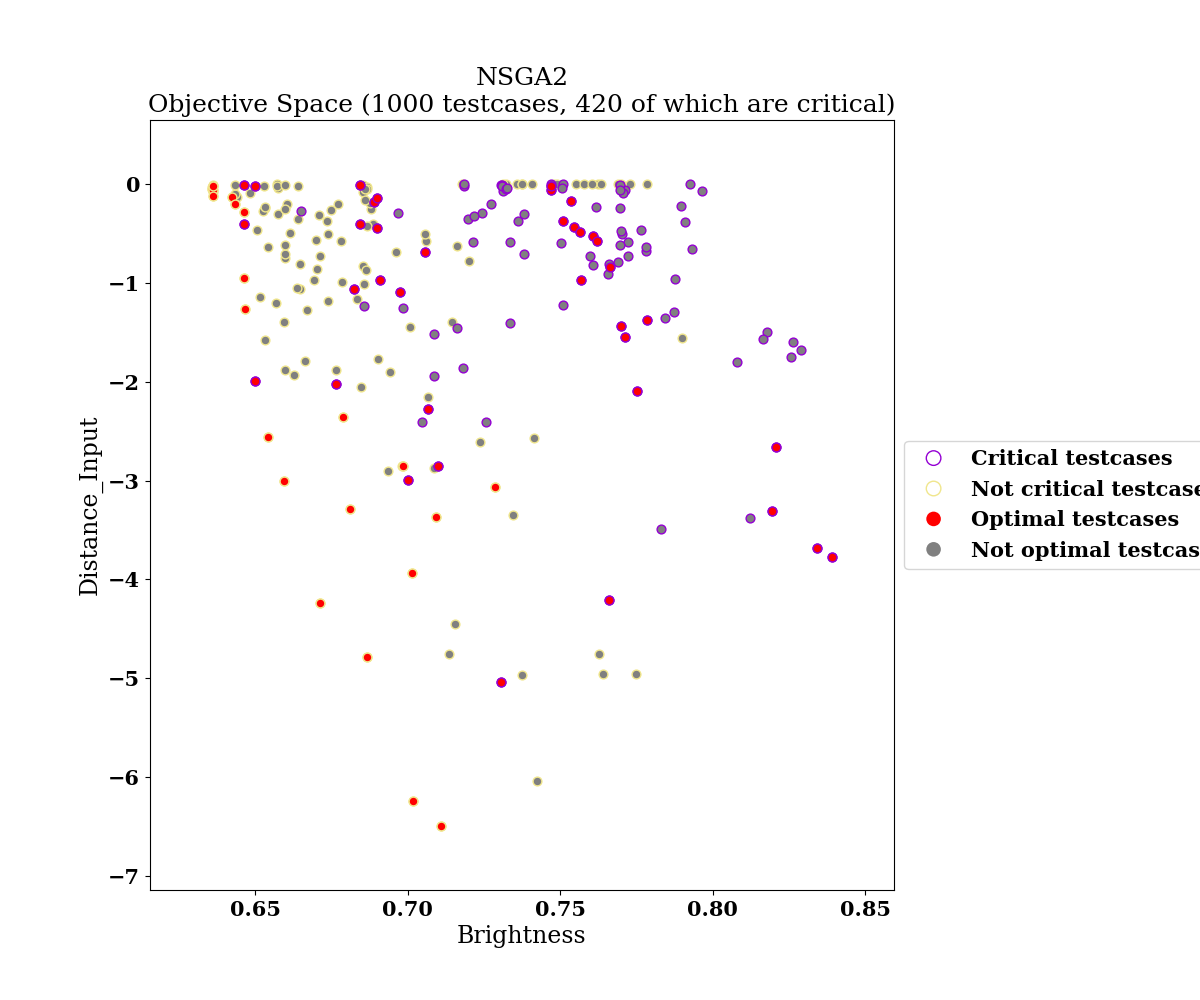 NSGA2
Objective Space (1000 testcases, 420 of which are critical)
0
−1
−2
−3
−4
−5
−6
−7
Distance_Input
0.65 0.70 0.75 0.80 0.85
Brightness
Critical testcases
Not critical testcase
Optimal testcases
Not optimal testcas